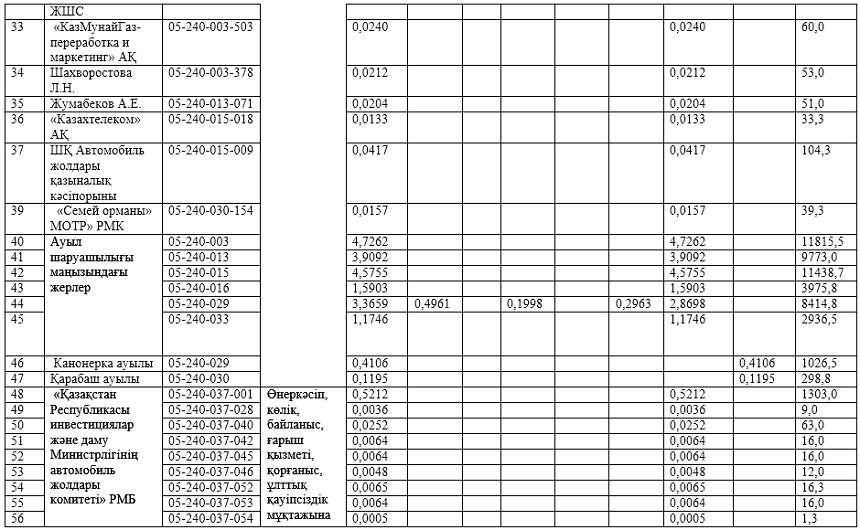 ЖШС
33 «КазМунайГаз- 05-240-003-503 0,0240 0,0240 60,0
переработка и
маркетинг» АҚ
34 Шахворостова 05-240-003-378 0,0212 0,0212 53,0
Л.Н.
35 Жумабеков А.Е. 05-240-013-071 0,0204 0,0204 51,0
36 «Казахтелеком» 05-240-015-018 0,0133 0,0133 33,3
АҚ
37 ШҚ Автомобиль 05-240-015-009 0,0417 0,0417 104,3
жолдары
қазыналық
кәсіпорыны
39 «Семей орманы» 05-240-030-154 0,0157 0,0157 39,3
МОТР» РМК
40 Ауыл 05-240-003 4,7262 4,7262 11815,5
41 шаруашылығы 05-240-013 3,9092 3,9092 9773,0
42 маңызындағы 05-240-015 4,5755 4,5755 11438,7
43 жерлер 05-240-016 1,5903 1,5903 3975,8
44 05-240-029 3,3659 0,4961 0,1998 0,2963 2,8698 8414,8
45 05-240-033 1,1746 1,1746 2936,5
46 Канонерка ауылы 05-240-029 0,4106 0,4106 1026,5
47 Қарабаш ауылы 05-240-030 0,1195 0,1195 298,8
48 «Қазақстан 05-240-037-001 Өнеркәсіп, 0,5212 0,5212 1303,0
49 Республикасы 05-240-037-028 көлік, 0,0036 0,0036 9,0
50 инвестициялар 05-240-037-040 байланыс, 0,0252 0,0252 63,0
51 және даму 05-240-037-042 ғарыш 0,0064 0,0064 16,0
52 Министрлігінің 05-240-037-045 қызметі, 0,0064 0,0064 16,0
53 автомобиль 05-240-037-046 қорғаныс, 0,0048 0,0048 12,0
54 жолдары 05-240-037-052 ұлттық 0,0065 0,0065 16,3
55 комитеті» РМБ 05-240-037-053 қауіпсіздік 0,0064 0,0064 16,0
56 05-240-037-054 мұқтажына 0,0005 0,0005 1,3